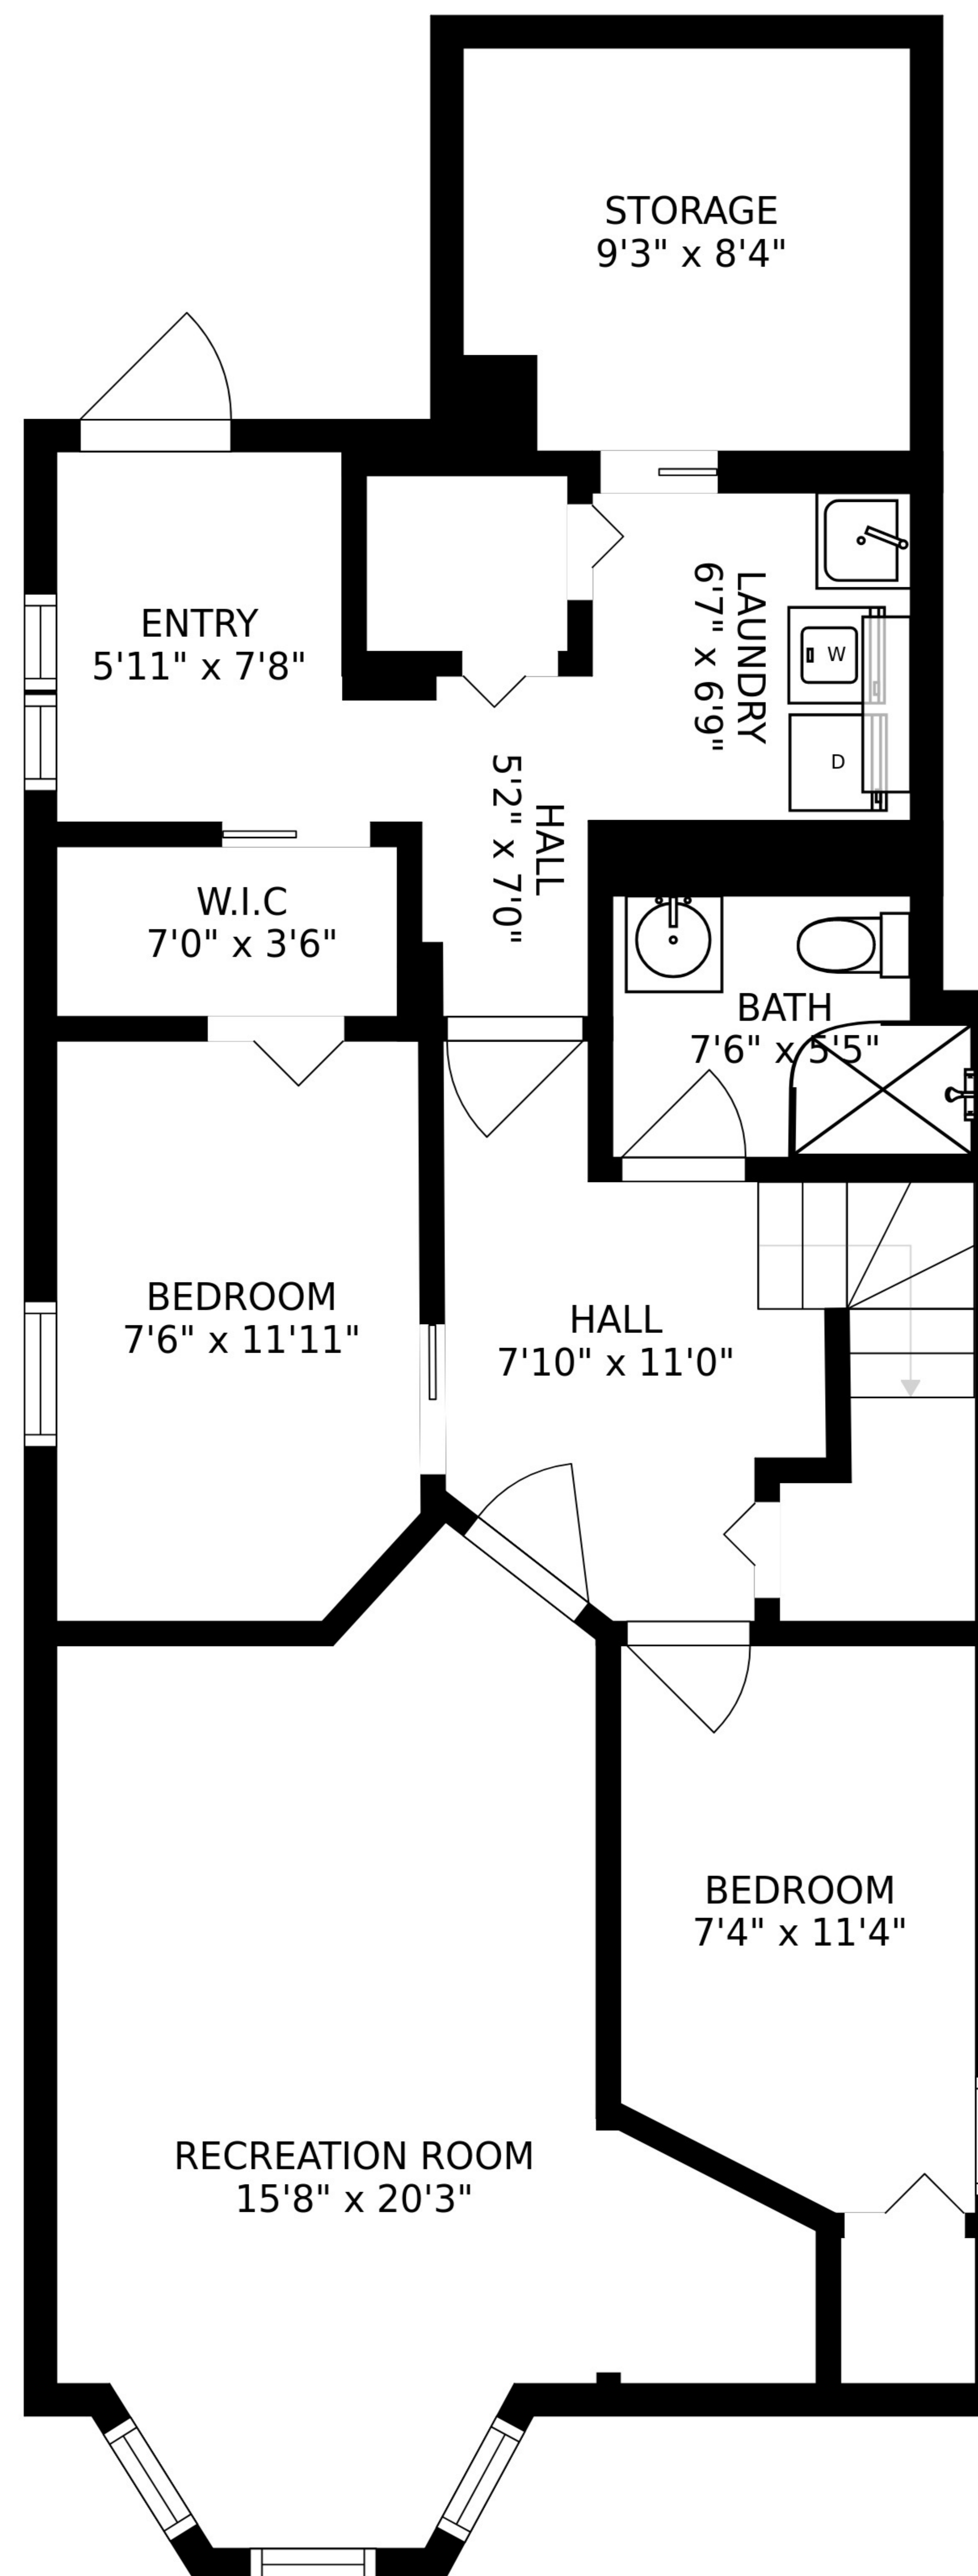 STORAGE
9'3" x 8'4"
ENTRY
5'11" x 7'8"
LAUNDRY
6'7" x 6'9"
W
D
HALL
5'2" x 7'0"
W.I.C
7'0" x 3'6"
BATH
7'6" x 5'5"
BEDROOM
7'6" x 11'11"
HALL
7'10" x 11'0"
BEDROOM
7'4" x 11'4"
RECREATION ROOM
15'8" x 20'3"